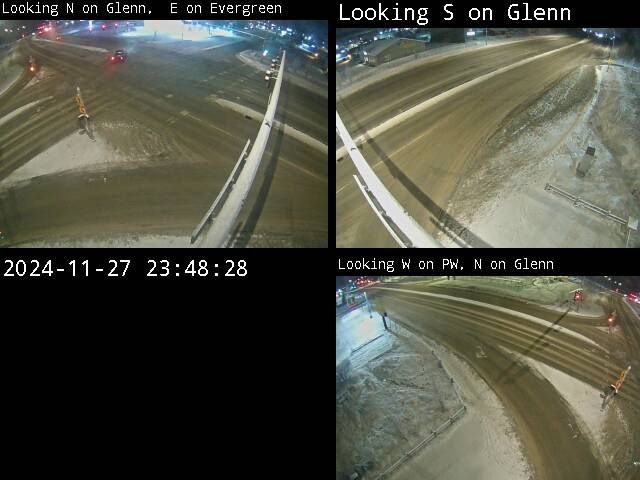 Looking N on Glenn,  E on Evergreen
Looking S on Glenn
2024-11-27 23:48:28
Looking W on PW, N on Glenn